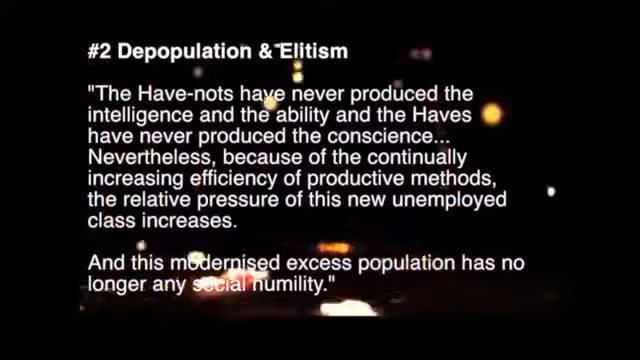 #2 Depopulation & Elitism
"The Have-nots have never produced the
intelligence and the ability and the Haves
have never produced the conscience...
Nevertheless, because of the continually
increasing efficiency of productive methods,
the relative pressure of this new unemployed
class increases.
And this modernised excess population has no
longer any social humility."